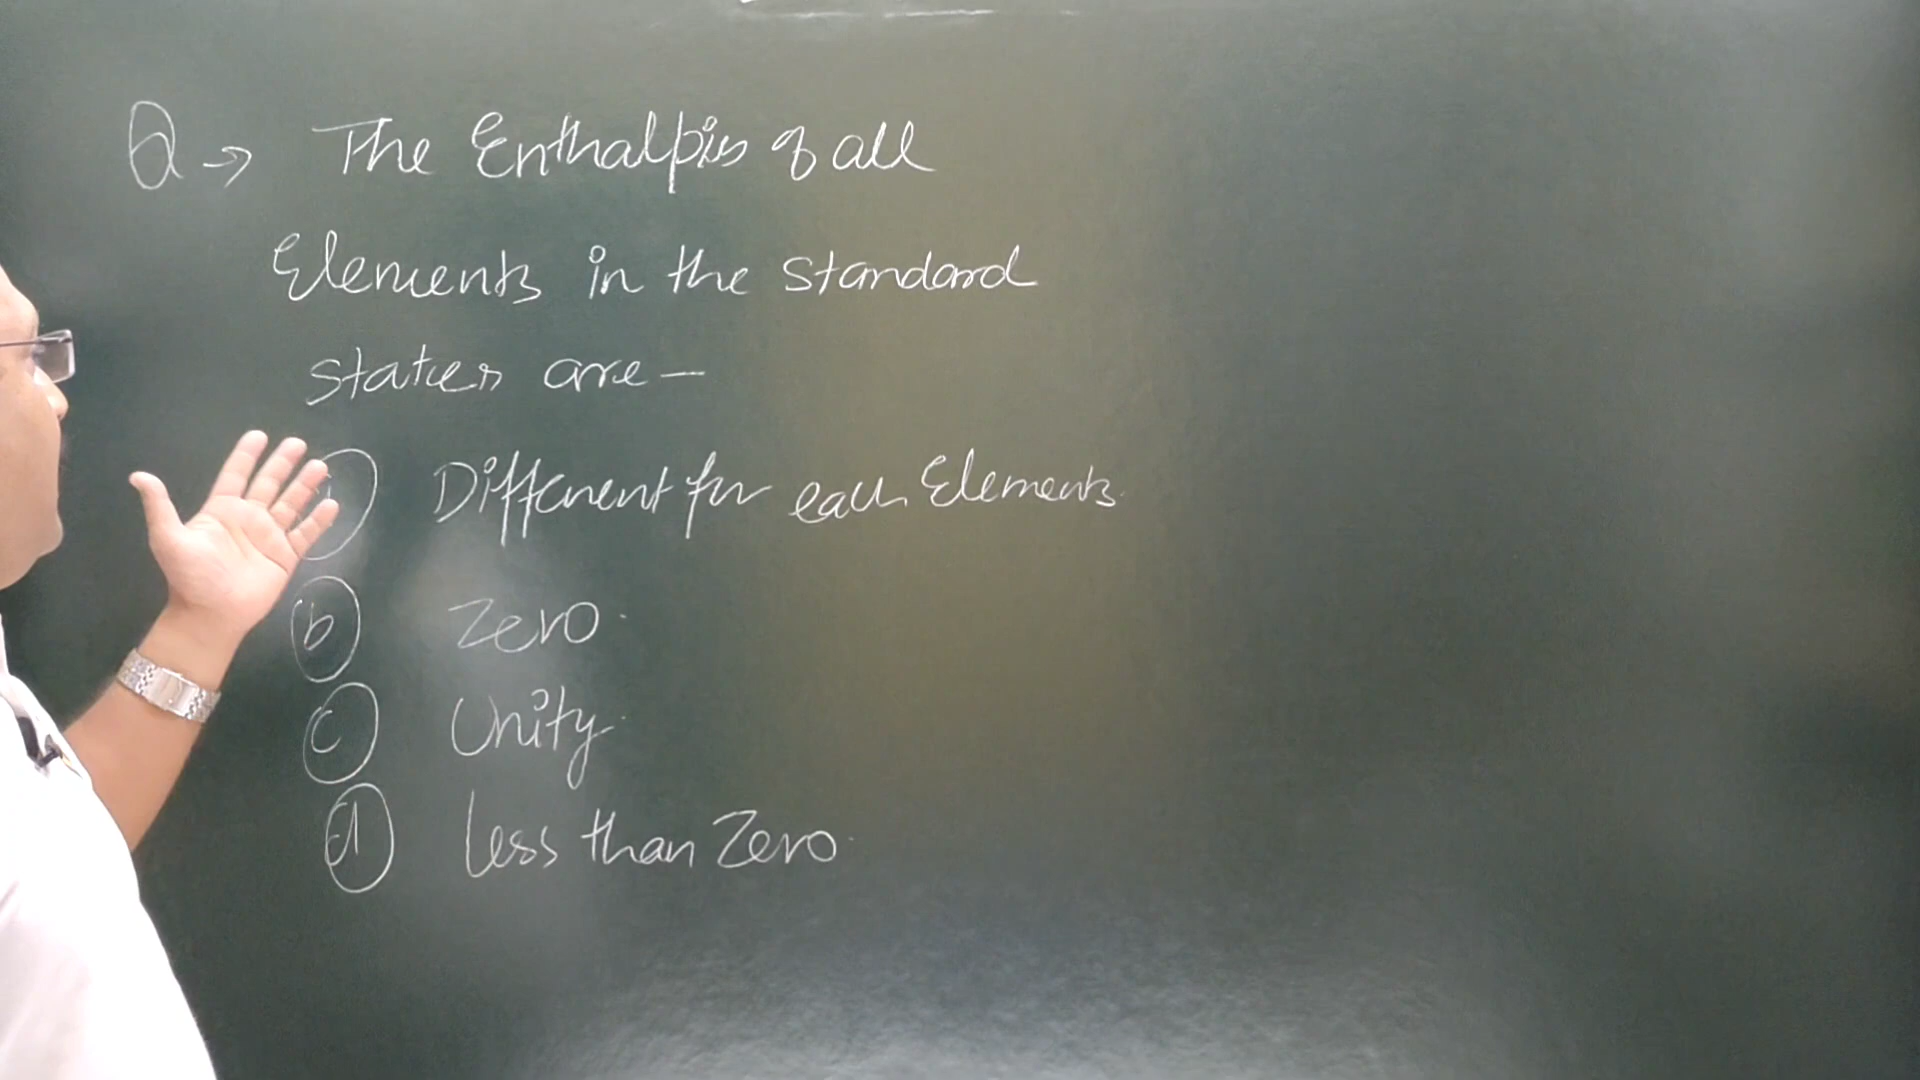 Q → The Enthalpies of all
Elements in the standard
states are —
Different for each Elements.
(b) Zero.
(c) Unity.
(d) less than Zero.